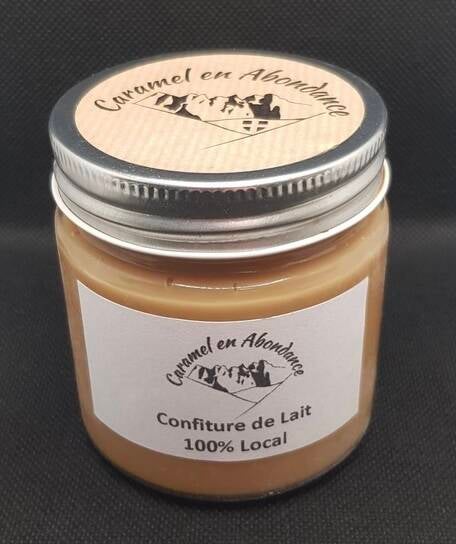 Caramel en Abondance
Caramel en Abondance
Confiture de Lait
100% Local